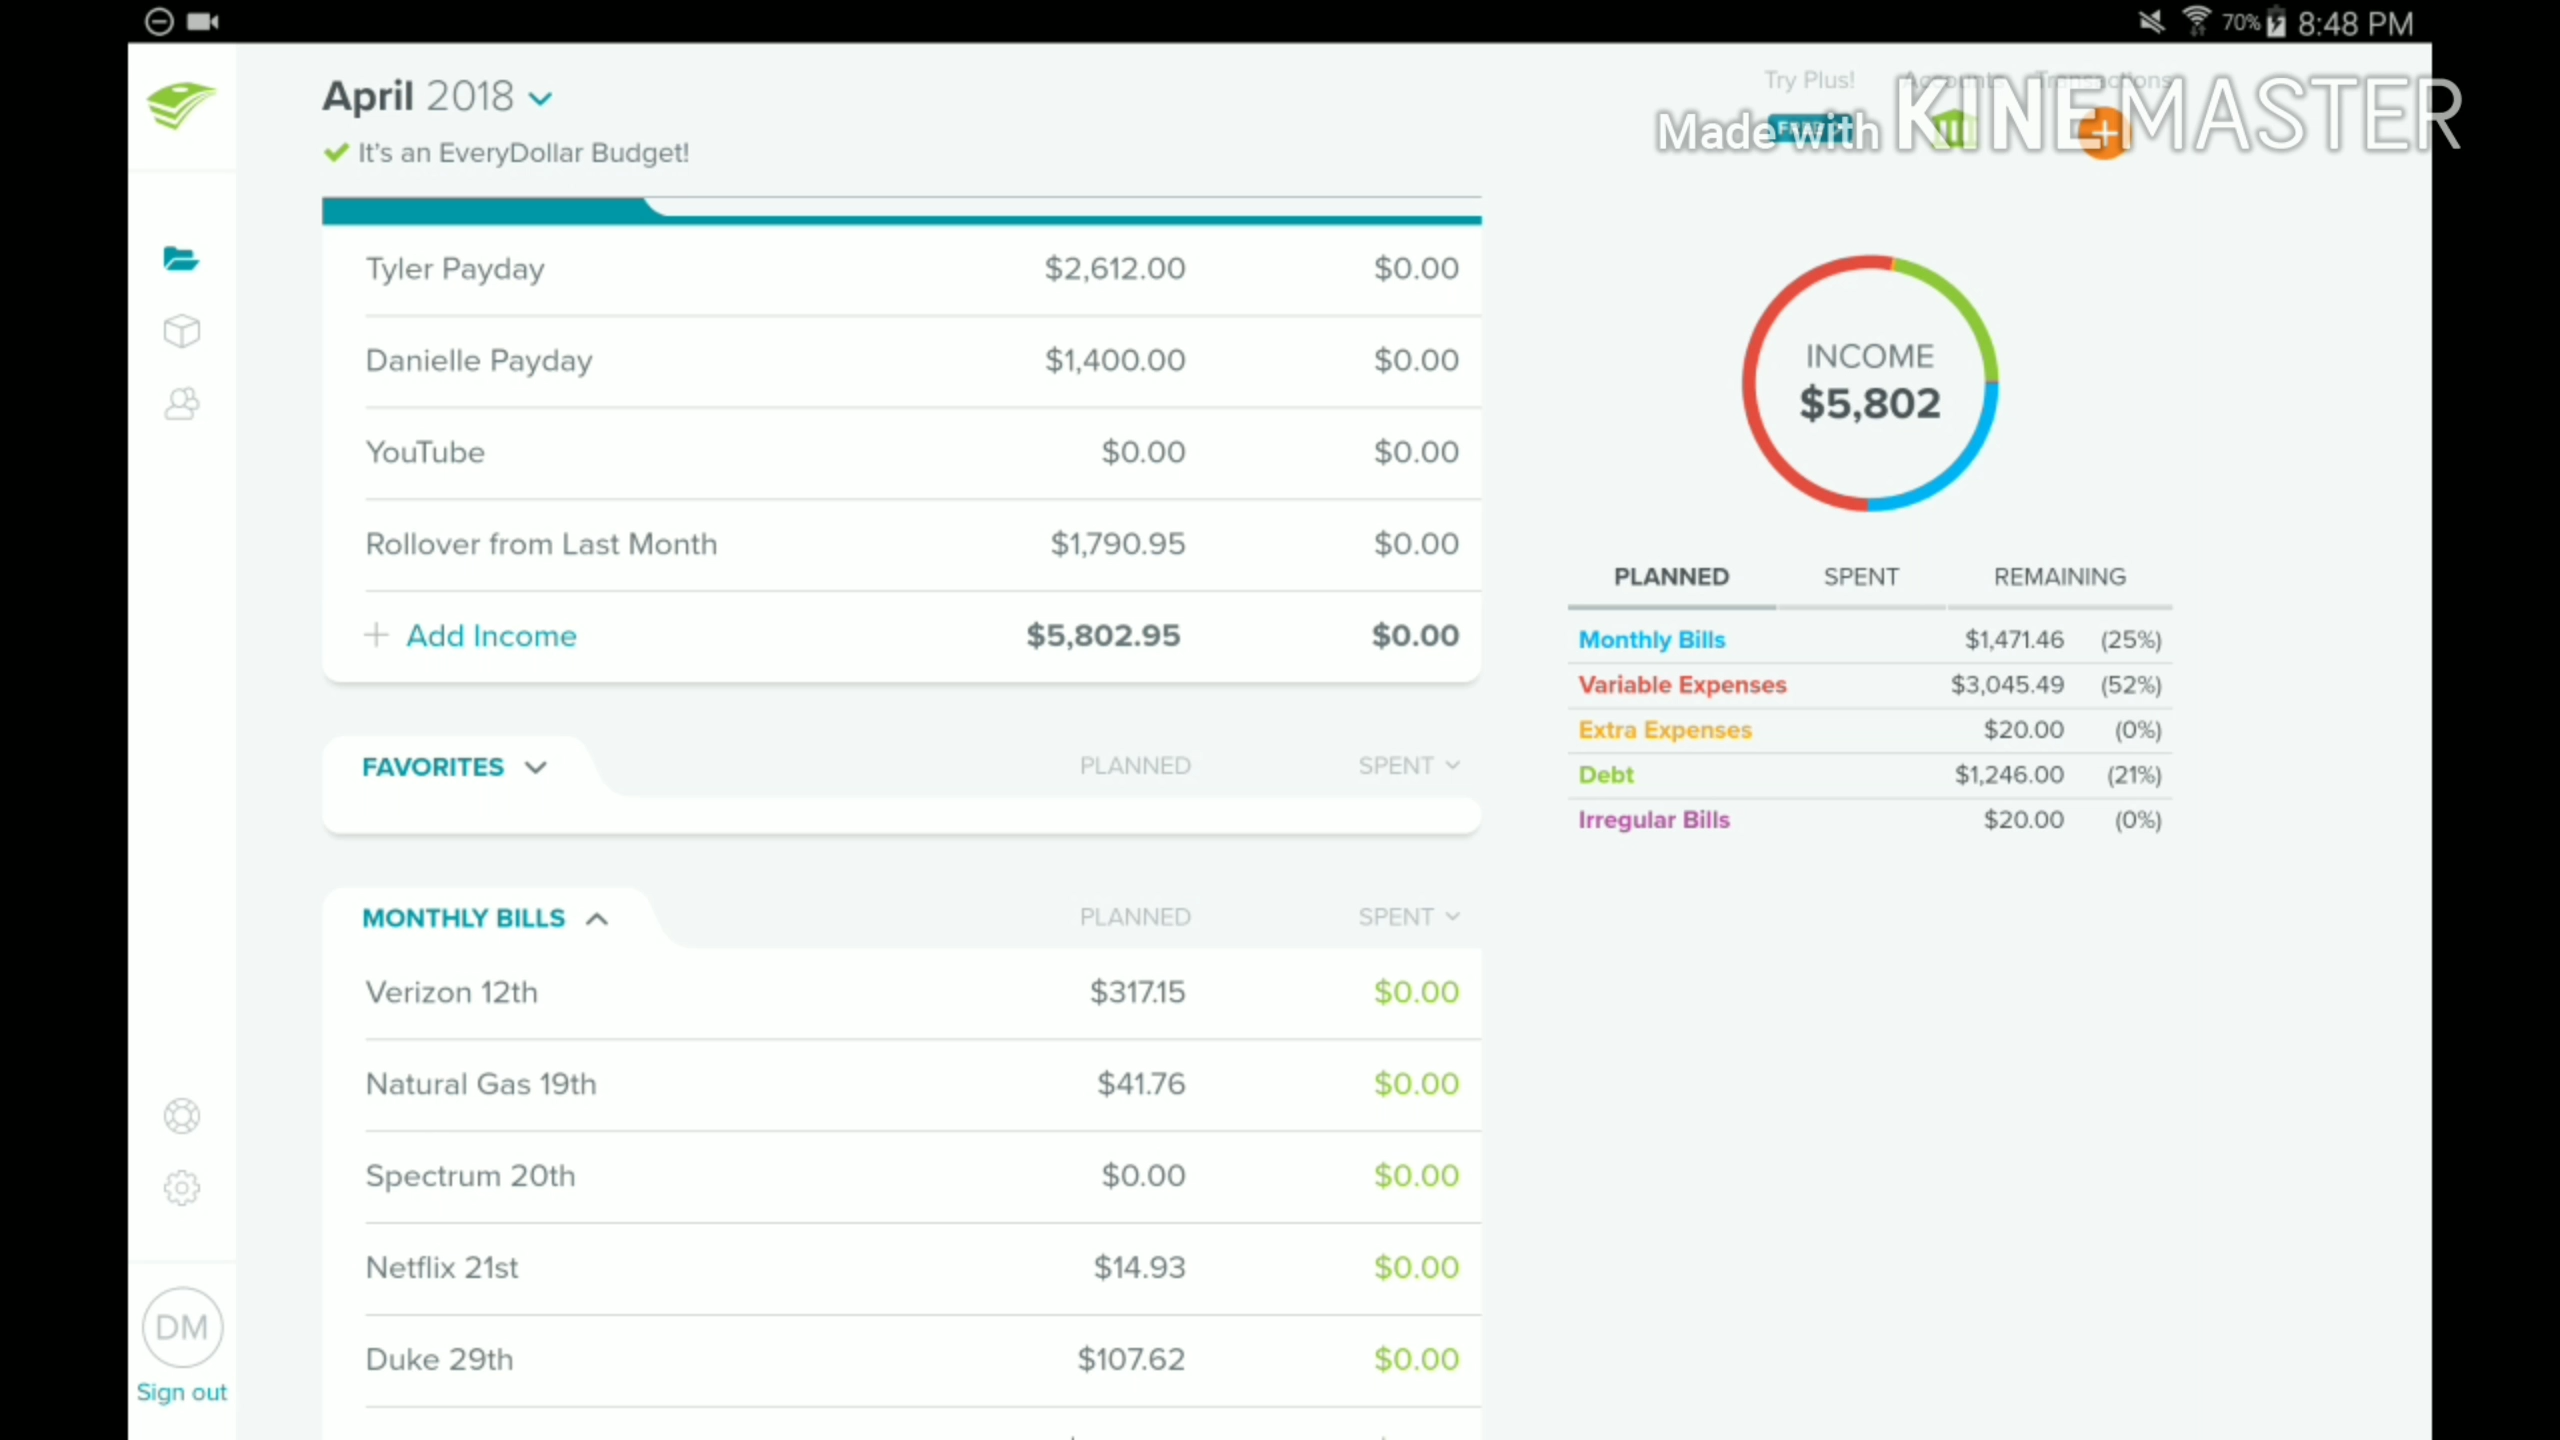 70% 8:48 PM
April 2018
It's an EveryDollar Budget!
Try Plus! Accounts Transactions
Made with KINEMASTER
Tyler Payday $2,612.00 $0.00
Danielle Payday $1,400.00 $0.00
YouTube $0.00 $0.00
Rollover from Last Month $1,790.95 $0.00
+ Add Income $5,802.95 $0.00
INCOME
$5,802
PLANNED SPENT REMAINING
Monthly Bills $1,471.46 (25%)
Variable Expenses $3,045.49 (52%)
Extra Expenses $20.00 (0%)
Debt $1,246.00 (21%)
Irregular Bills $20.00 (0%)
FAVORITES PLANNED SPENT
MONTHLY BILLS PLANNED SPENT
Verizon 12th $317.15 $0.00
Natural Gas 19th $41.76 $0.00
Spectrum 20th $0.00 $0.00
Netflix 21st $14.93 $0.00
Duke 29th $107.62 $0.00
DM
Sign out